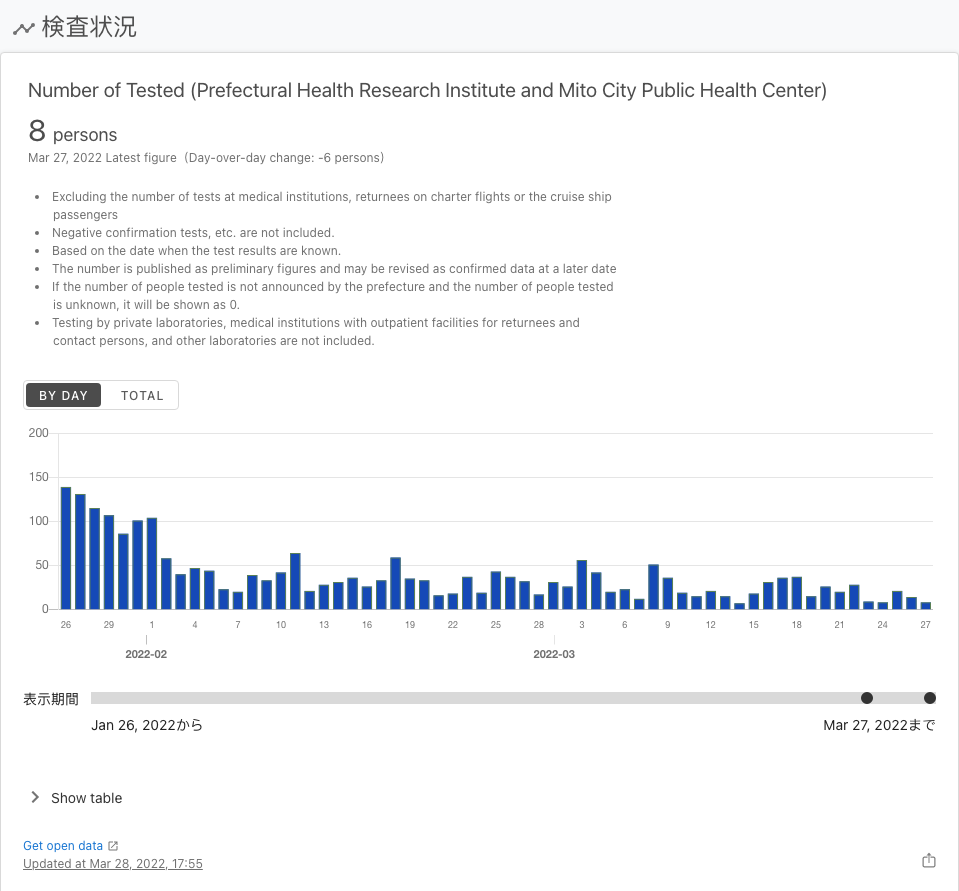 検査状況
Number of Tested (Prefectural Health Research Institute and Mito City Public Health Center)
8 persons
Mar 27, 2022 Latest figure (Day-over-day change: -6 persons)
• Excluding the number of tests at medical institutions, returnees on charter flights or the cruise ship
passengers
• Negative confirmation tests, etc. are not included.
• Based on the date when the test results are known.
• The number is published as preliminary figures and may be revised as confirmed data at a later date
• If the number of people tested is not announced by the prefecture and the number of people tested
is unknown, it will be shown as 0.
• Testing by private laboratories, medical institutions with outpatient facilities for returnees and
contact persons, and other laboratories are not included.
BY DAY TOTAL
200
150
100
50
0
26 29 1 4 7 10 13 16 19 22 25 28 3 6 9 12 15 18 21 24 27
2022-02 2022-03
表示期間
Jan 26, 2022から Mar 27, 2022まで
Show table
Get open data
Updated at Mar 28, 2022, 17:55